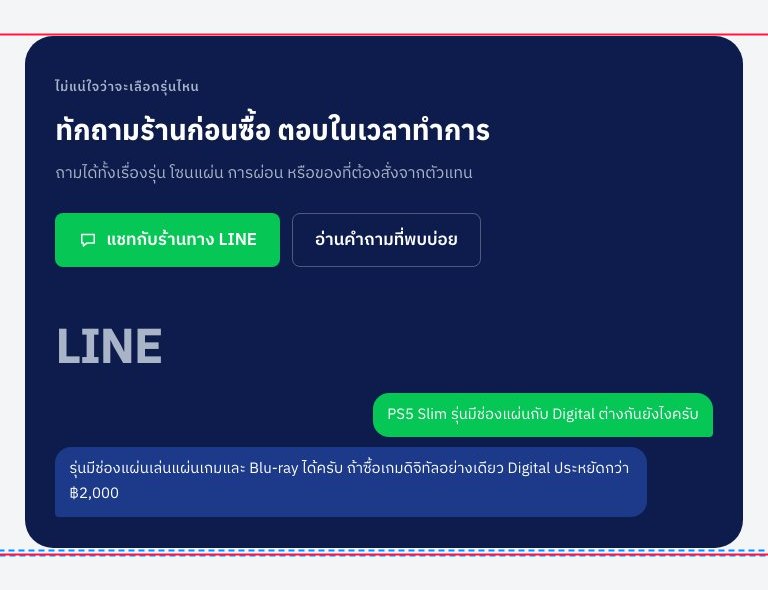 ไม่แน่ใจว่าจะเลือกรุ่นไหน
ทักถามร้านก่อนซื้อ ตอบในเวลาทำการ
ถามได้ทั้งเรื่องรุ่น โซนแผ่น การผ่อน หรือของที่ต้องสั่งจากตัวแทน
แชทกับร้านทาง LINE
อ่านคำถามที่พบบ่อย
LINE
PS5 Slim รุ่นมีช่องแผ่นกับ Digital ต่างกันยังไงครับ
รุ่นมีช่องแผ่นเล่นแผ่นเกมและ Blu-ray ได้ครับ ถ้าซื้อเกมดิจิทัลอย่างเดียว Digital ประหยัดกว่า
฿2,000